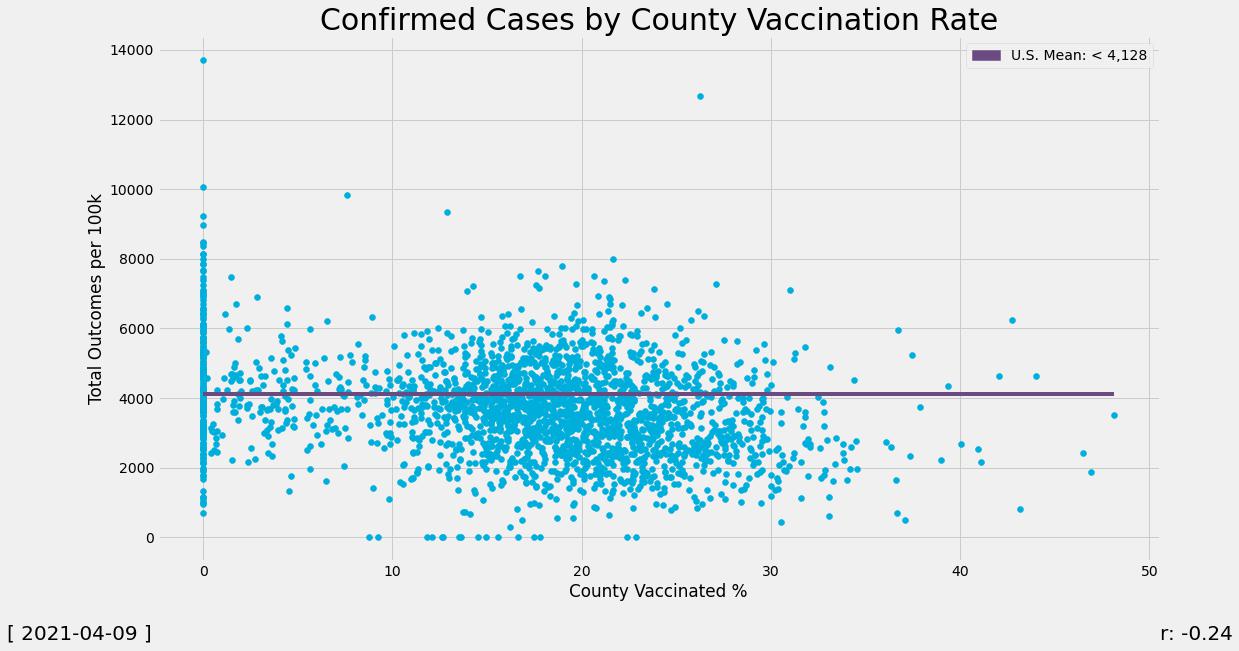 Confirmed Cases by County Vaccination Rate
U.S. Mean: < 4,128
Total Outcomes per 100k
14000
12000
10000
8000
6000
4000
2000
0
0 10 20 30 40 50
County Vaccinated %
[ 2021-04-09 ]
r: -0.24